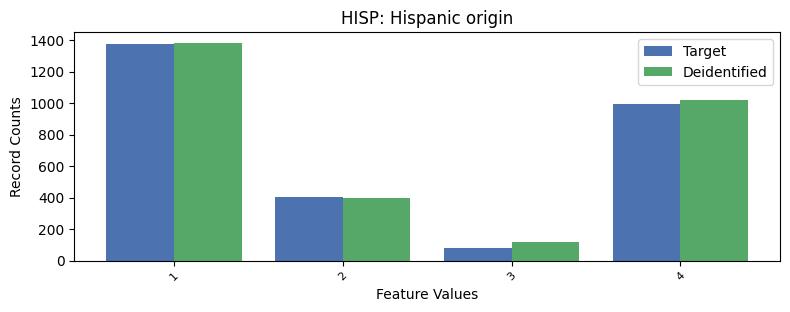 HISP: Hispanic origin
1400
1200
1000
800
600
400
200
0
Record Counts
Target
Deidentified
1
2
3
4
Feature Values